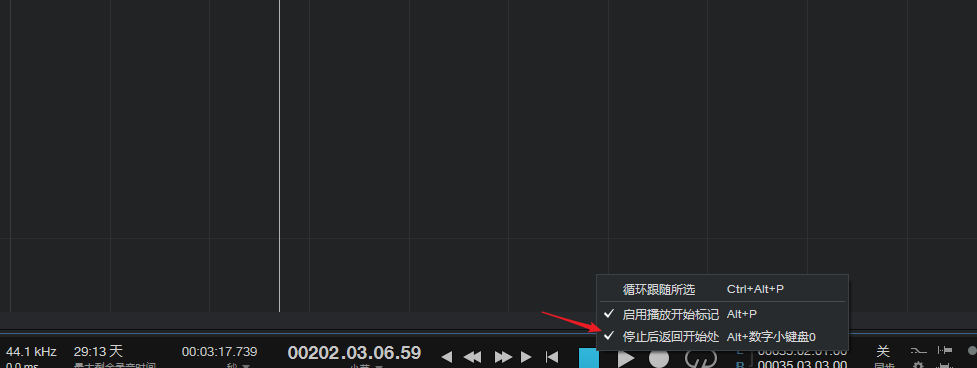 循环跟随所选 Ctrl+Alt+P
启用播放开始标记 Alt+P
停止后返回开始处 Alt+数字小键盘0
44.1 kHz 29:13 天 00:03:17.739 00202.03.06.59 L 00035.02.01.00 关
0.0 ms 最大剩余录音时间 秒 小节 R 00035.03.03.00 同步